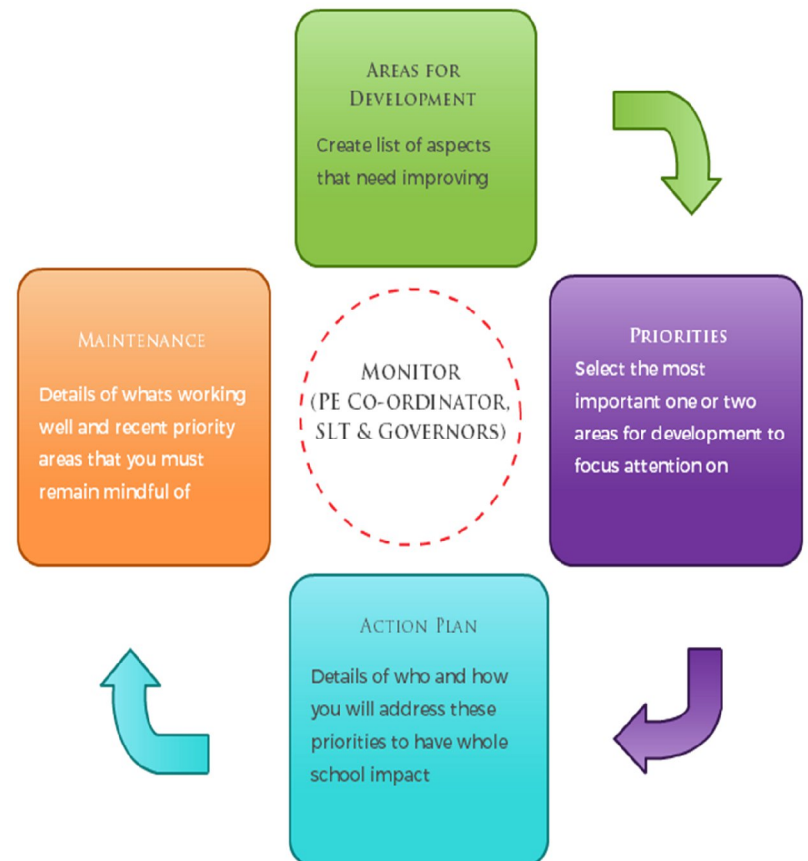 AREAS FOR
DEVELOPMENT
Create list of aspects
that need improving
PRIORITIES
Select the most
important one or two
areas for development to
focus attention on
ACTION PLAN
Details of who and how
you will address these
priorities to have whole
school impact
MAINTENANCE
Details of whats working
well and recent priority
areas that you must
remain mindful of
MONITOR
(PE CO-ORDINATOR,
SLT & GOVERNORS)